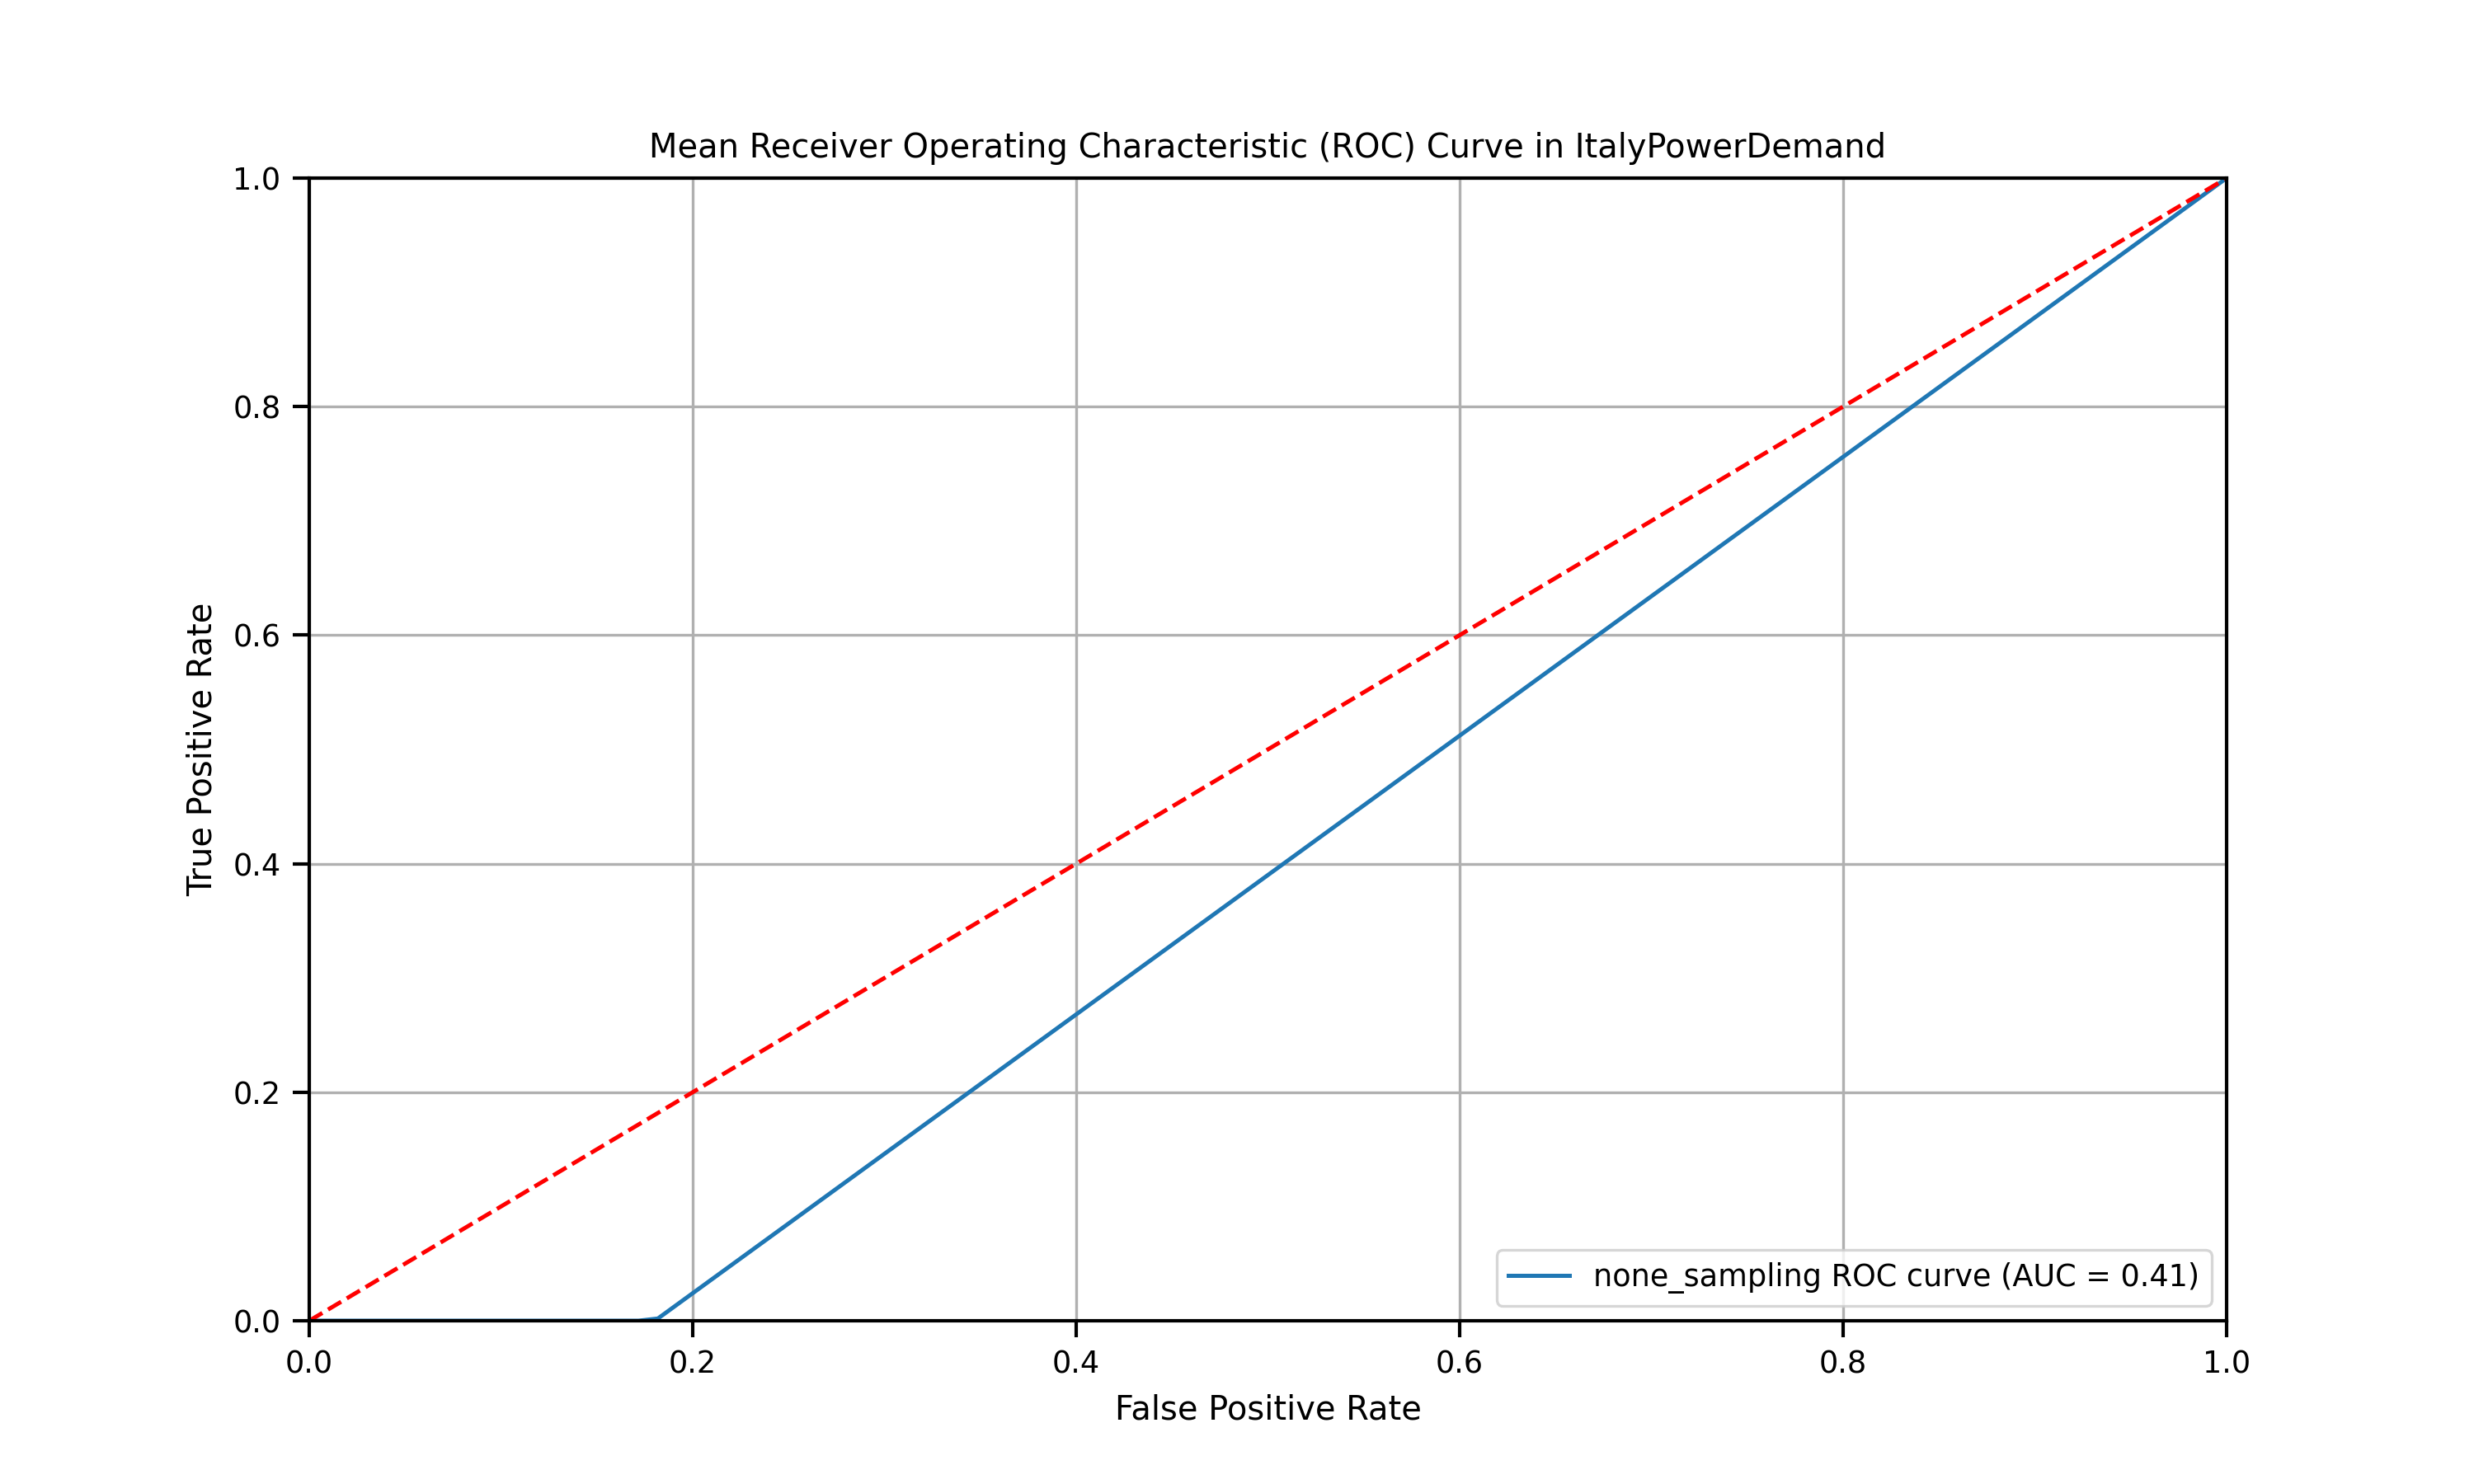 Mean Receiver Operating Characteristic (ROC) Curve in ItalyPowerDemand
1.0
0.8
0.6
0.4
0.2
0.0
True Positive Rate
none_sampling ROC curve (AUC = 0.41)
0.0 0.2 0.4 0.6 0.8 1.0
False Positive Rate